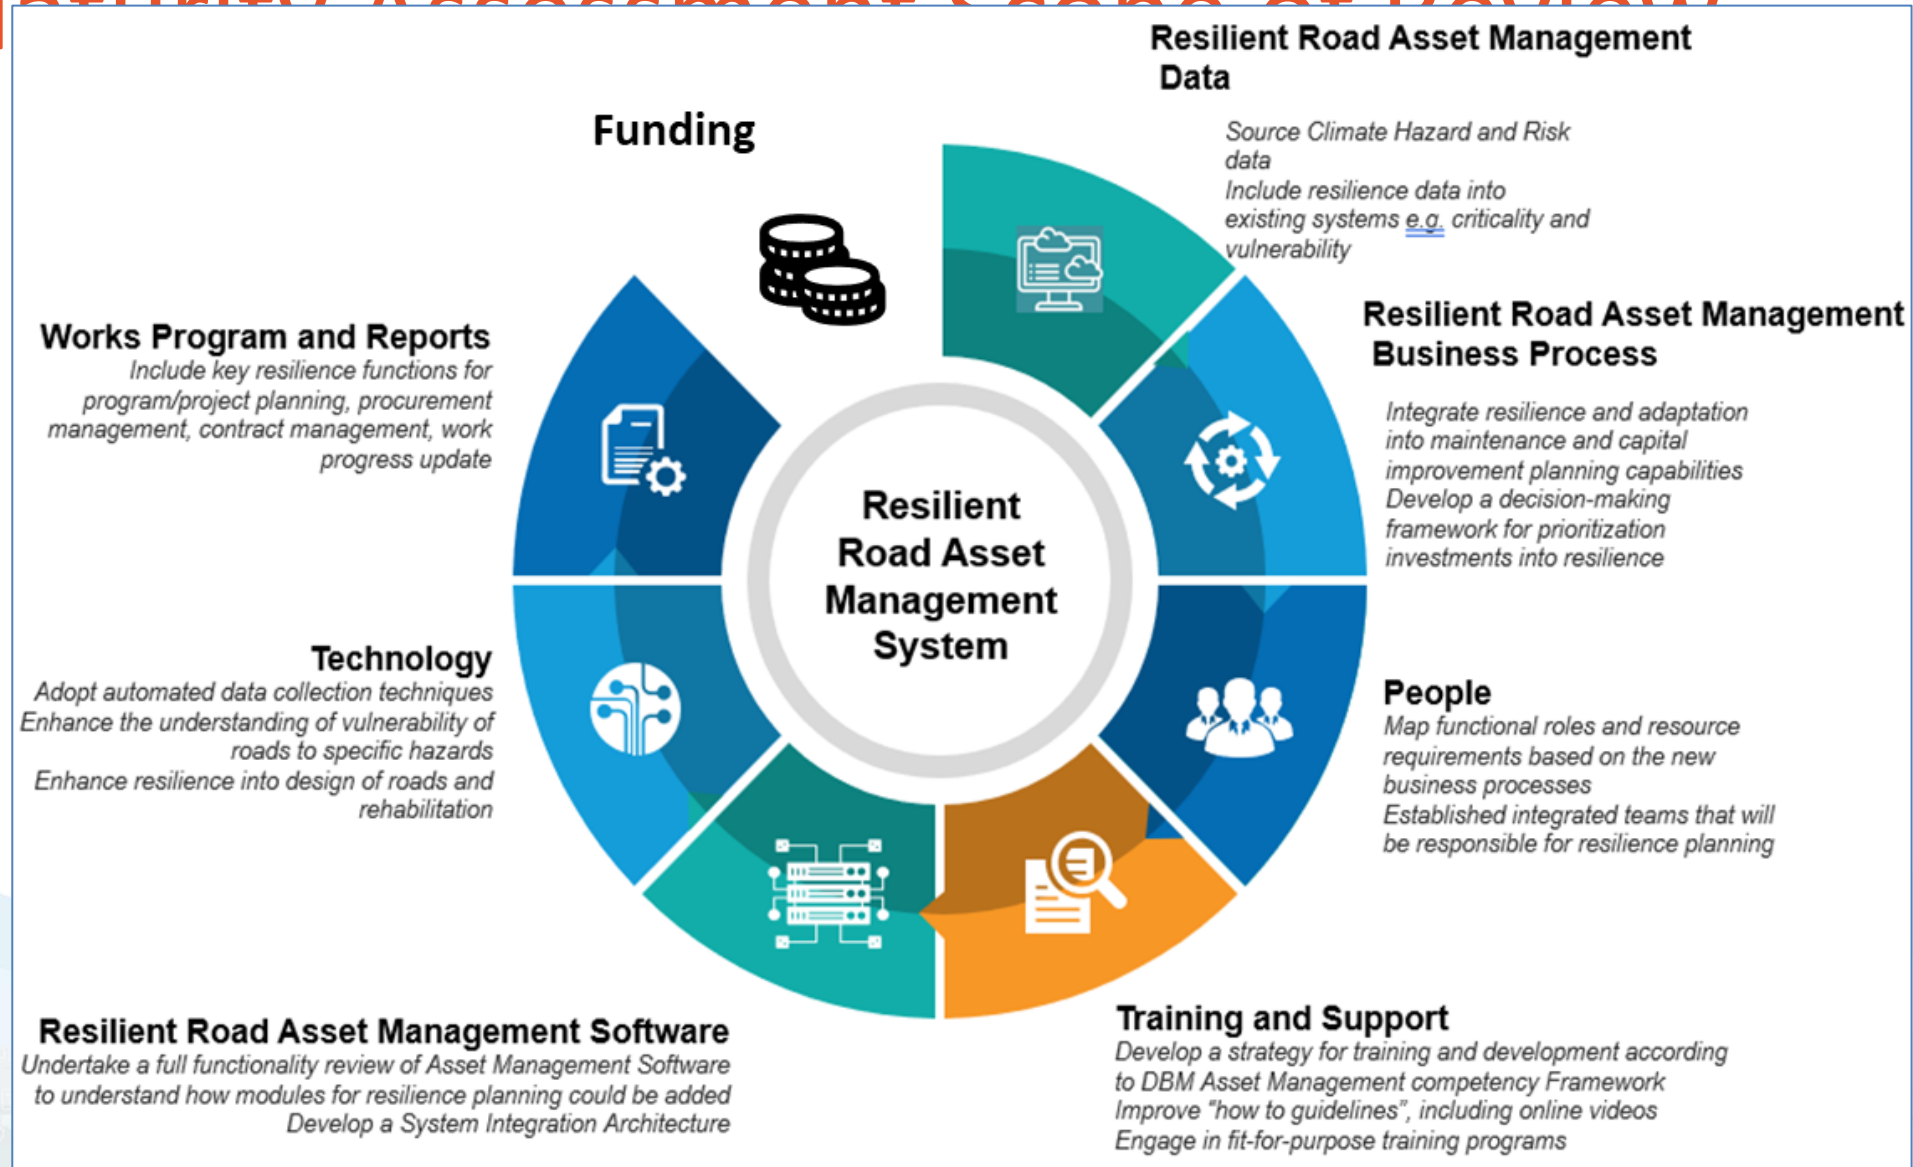 Maturity Assessment Scope of Review
Resilient Road Asset Management
Data
Source Climate Hazard and Risk
data
Include resilience data into
existing systems e.g. criticality and
vulnerability
Funding
Resilient Road Asset Management
Business Process
Integrate resilience and adaptation
into maintenance and capital
improvement planning capabilities
Develop a decision-making
framework for prioritization
investments into resilience
Works Program and Reports
Include key resilience functions for
program/project planning, procurement
management, contract management, work
progress update
Resilient
Road Asset
Management
System
Technology
Adopt automated data collection techniques
Enhance the understanding of vulnerability of
roads to specific hazards
Enhance resilience into design of roads and
rehabilitation
People
Map functional roles and resource
requirements based on the new
business processes
Established integrated teams that will
be responsible for resilience planning
Resilient Road Asset Management Software
Undertake a full functionality review of Asset Management Software
to understand how modules for resilience planning could be added
Develop a System Integration Architecture
Training and Support
Develop a strategy for training and development according
to DBM Asset Management competency Framework
Improve “how to guidelines”, including online videos
Engage in fit-for-purpose training programs